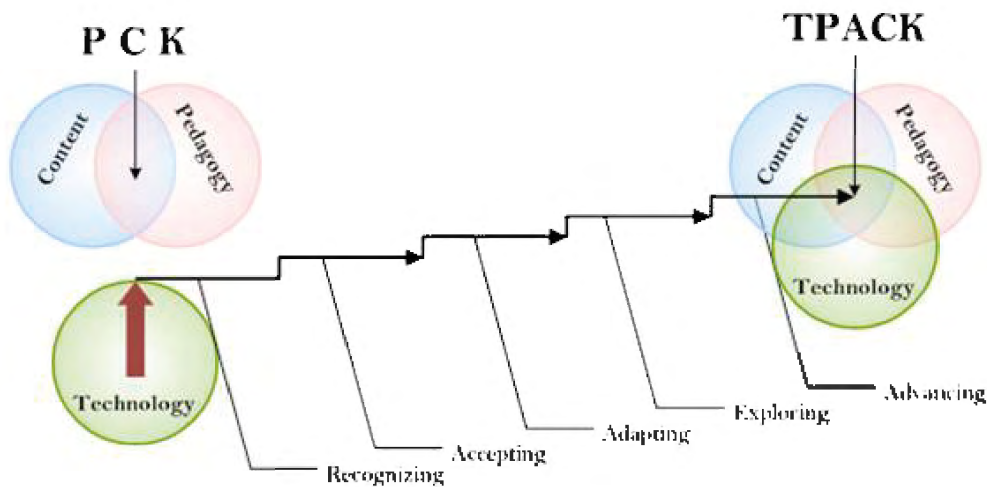 P C K
TPACK
Content
Pedagogy
Content
Pedagogy
Technology
Technology
Recognizing
Accepting
Adapting
Exploring
Advancing